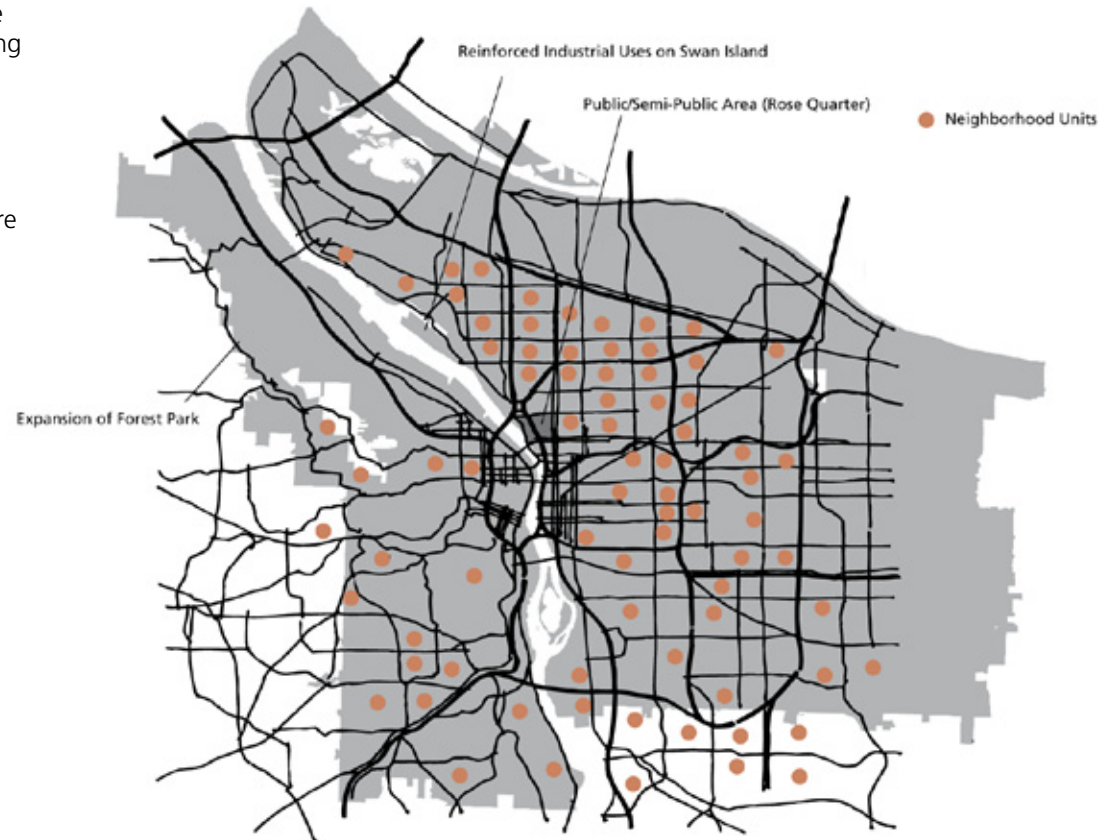 Reinforced Industrial Uses on Swan Island
Public/Semi-Public Area (Rose Quarter)
Neighborhood Units
Expansion of Forest Park